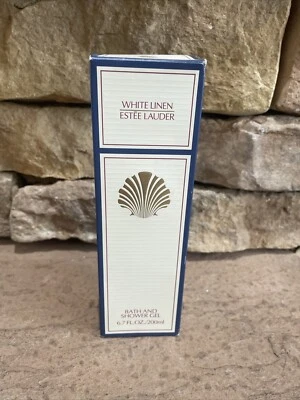 WHITE LINEN
ESTĒE LAUDER
BATH AND
SHOWER GEL
6.7 FL.OZ./200ml